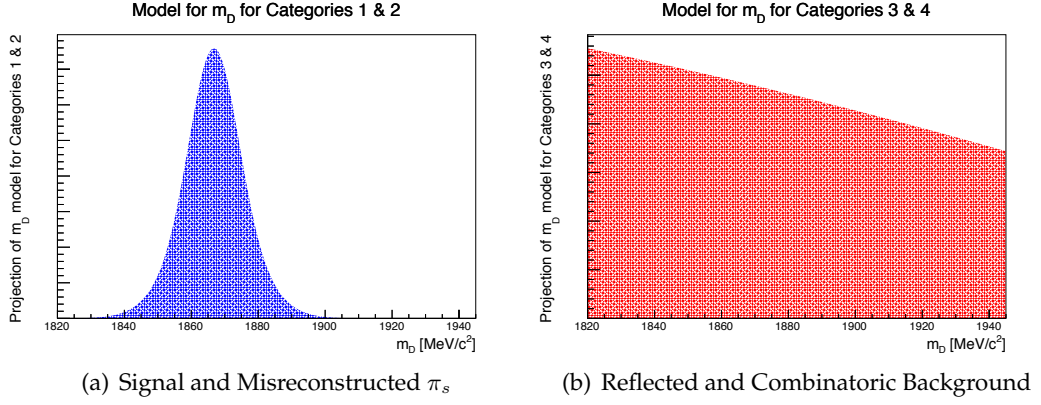 Model for m_D for Categories 1 & 2
Projection of m_D model for Categories 1 & 2
1820 1840 1860 1880 1900 1920 1940
m_D [MeV/c²]
(a) Signal and Misreconstructed π_s
Model for m_D for Categories 3 & 4
Projection of m_D model for Categories 3 & 4
1820 1840 1860 1880 1900 1920 1940
m_D [MeV/c²]
(b) Reflected and Combinatoric Background